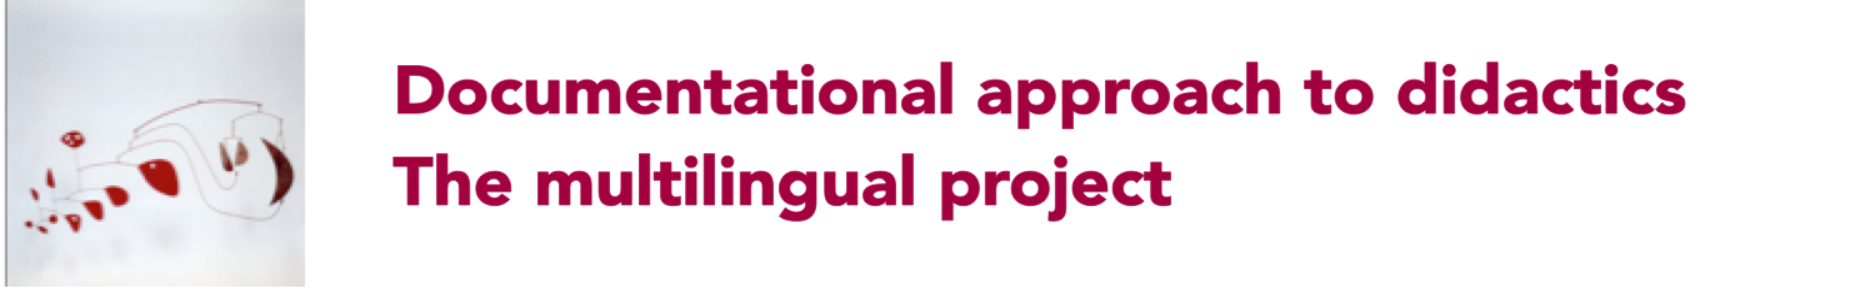 Documentational approach to didactics
The multilingual project